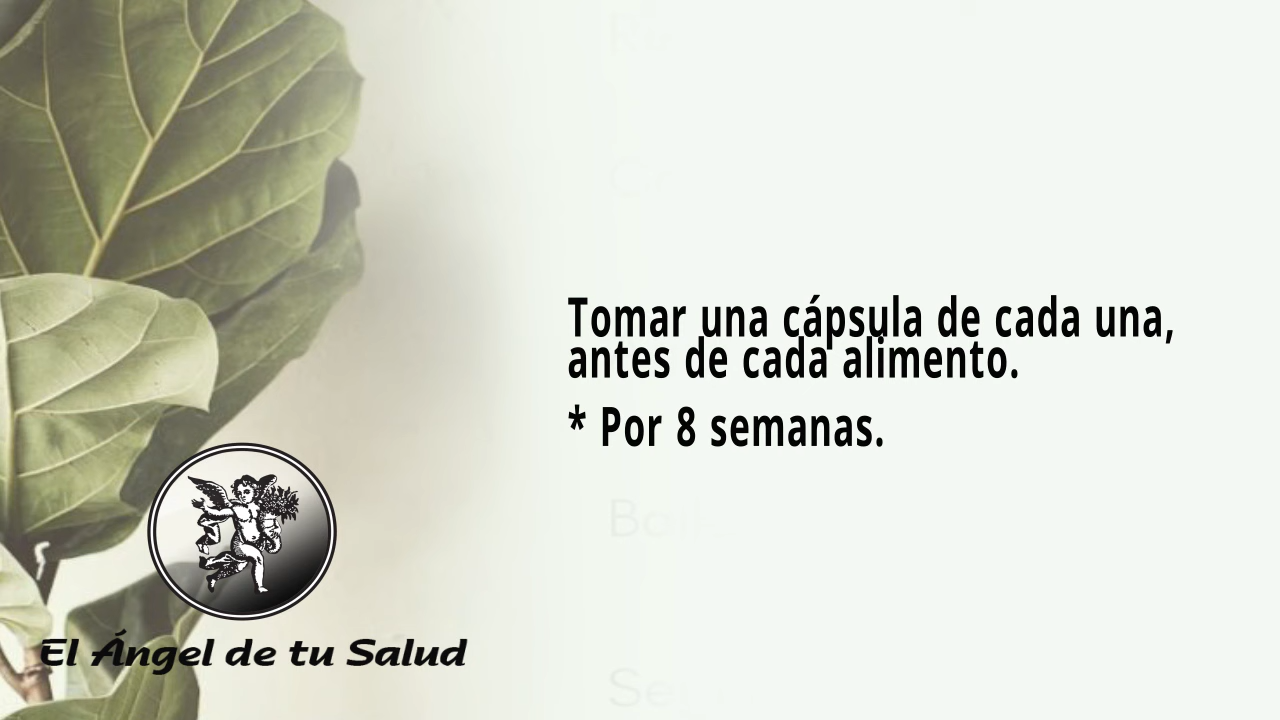 Tomar una cápsula de cada una,
antes de cada alimento.
* Por 8 semanas.
El Ángel de tu Salud